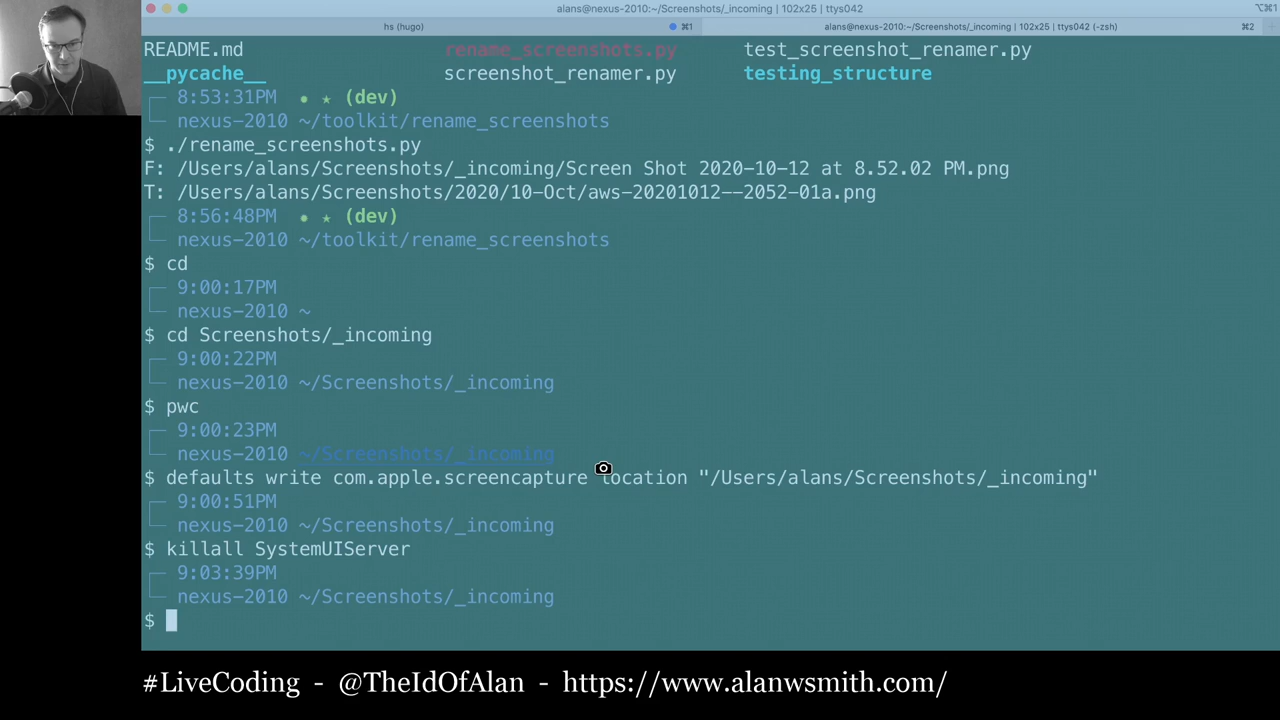 alans@nexus-2010:~/Screenshots/_incoming | 102x25 | ttys042
⌥⌘1
hs (hugo)
⌘1
alans@nexus-2010:~/Screenshots/_incoming | 102x25 | ttys042 (-zsh)
⌘2
README.md rename_screenshots.py test_screenshot_renamer.py
__pycache__ screenshot_renamer.py testing_structure
8:53:31PM ● ★ (dev)
nexus-2010 ~/toolkit/rename_screenshots
$ ./rename_screenshots.py
F: /Users/alans/Screenshots/_incoming/Screen Shot 2020-10-12 at 8.52.02 PM.png
T: /Users/alans/Screenshots/2020/10-Oct/aws-20201012--2052-01a.png
8:56:48PM ● ★ (dev)
nexus-2010 ~/toolkit/rename_screenshots
$ cd
9:00:17PM
nexus-2010 ~
$ cd Screenshots/_incoming
9:00:22PM
nexus-2010 ~/Screenshots/_incoming
$ pwc
9:00:23PM
nexus-2010 ~/Screenshots/_incoming
$ defaults write com.apple.screencapture location "/Users/alans/Screenshots/_incoming"
9:00:51PM
nexus-2010 ~/Screenshots/_incoming
$ killall SystemUIServer
9:03:39PM
nexus-2010 ~/Screenshots/_incoming
$
#LiveCoding - @TheIdOfAlan - https://www.alanwsmith.com/